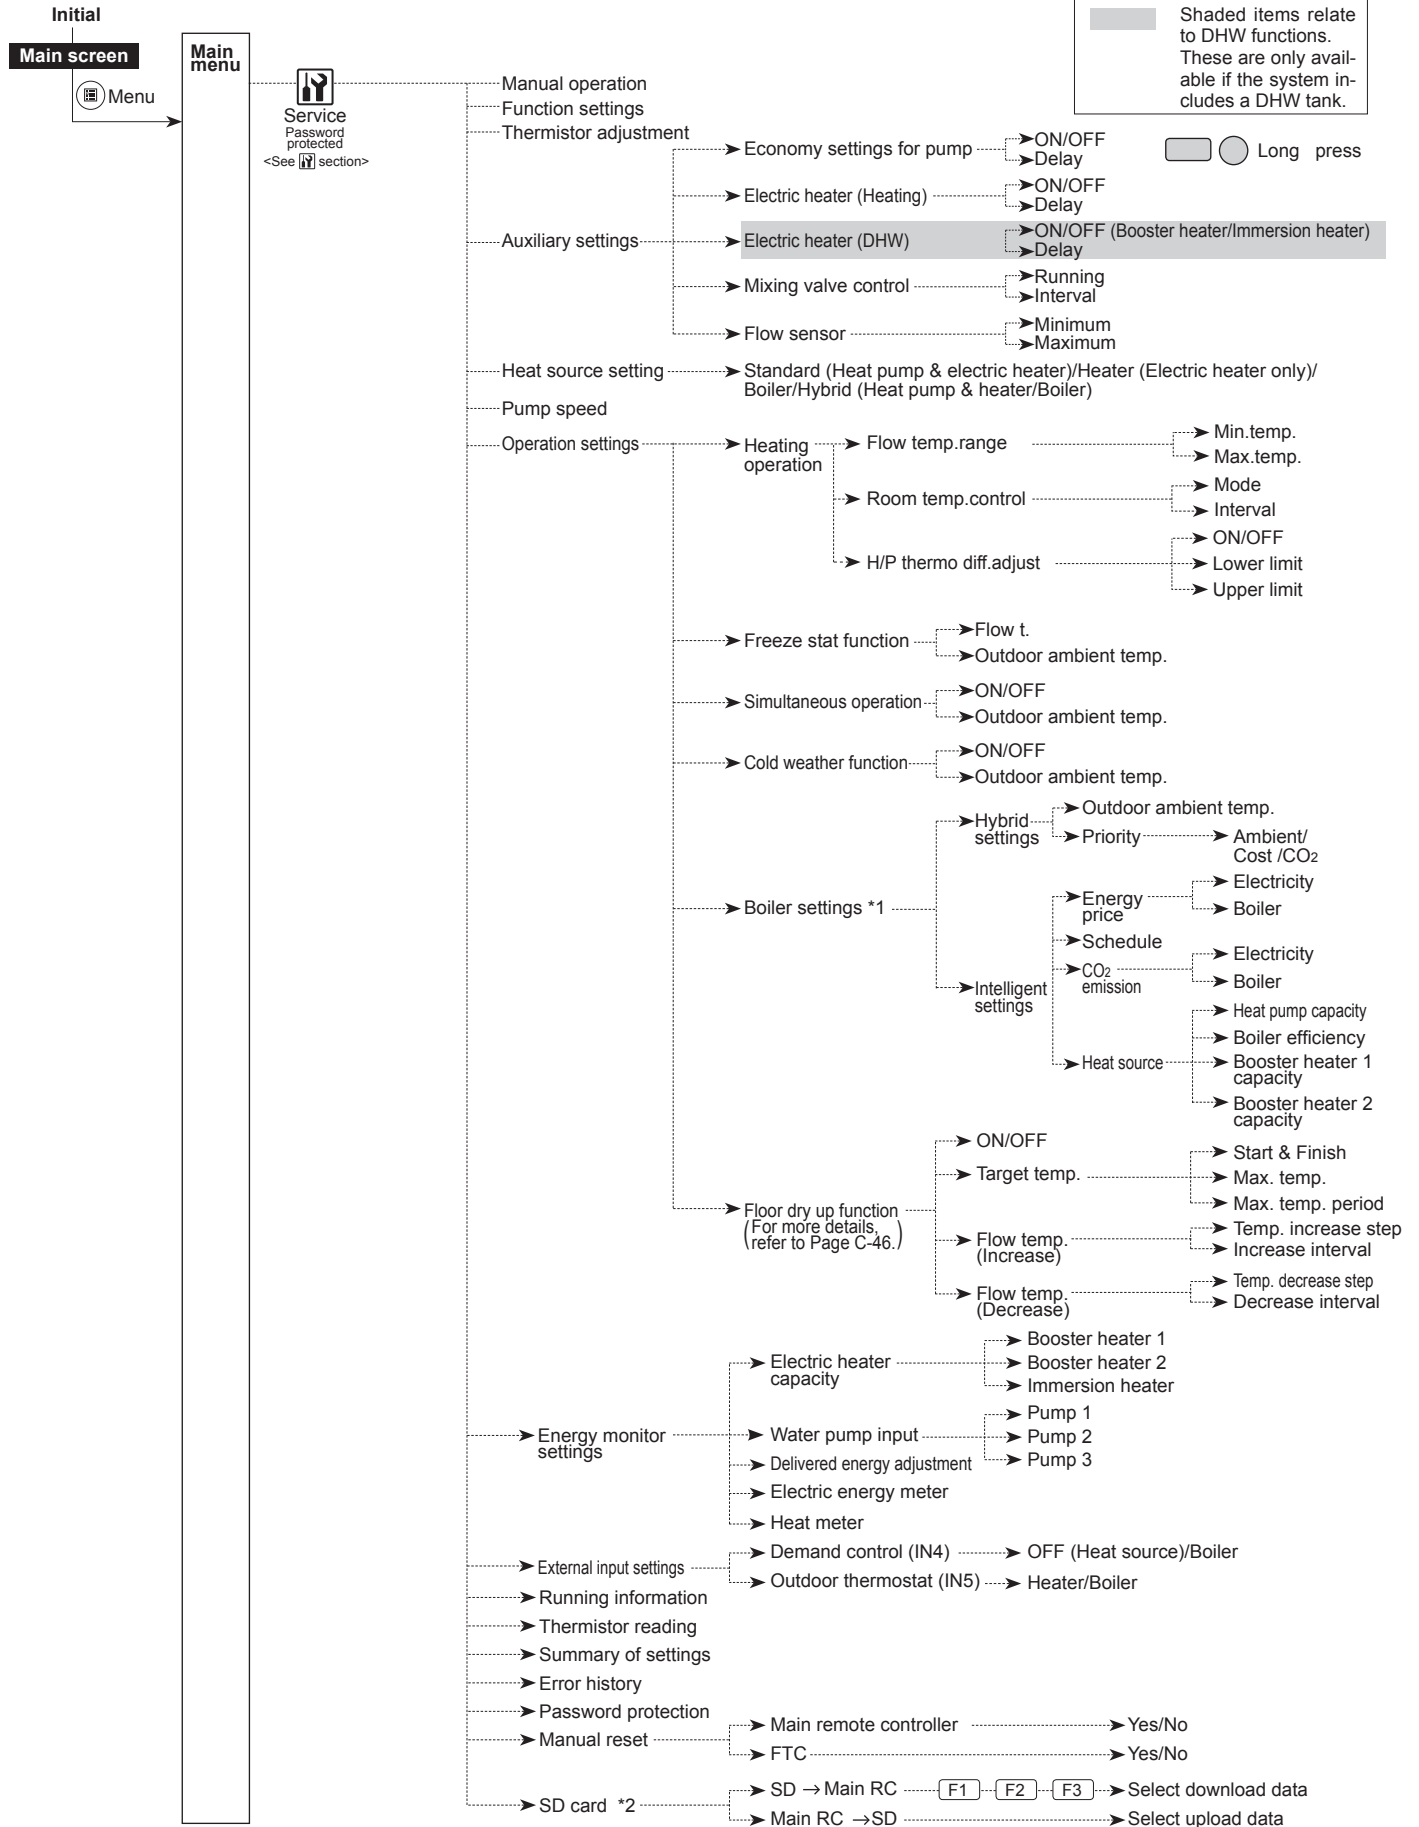 Initial
Main screen
Menu
Main
menu
Service
Password
protected
<See section>
Shaded items relate
to DHW functions.
These are only avail-
able if the system in-
cludes a DHW tank.
Long press
Manual operation
Function settings
Thermistor adjustment
Auxiliary settings
Economy settings for pump
ON/OFF
Delay
Electric heater (Heating)
ON/OFF
Delay
Electric heater (DHW)
ON/OFF (Booster heater/Immersion heater)
Delay
Mixing valve control
Running
Interval
Flow sensor
Minimum
Maximum
Heat source setting
Standard (Heat pump & electric heater)/Heater (Electric heater only)/
Boiler/Hybrid (Heat pump & heater/Boiler)
Pump speed
Operation settings
Heating
operation
Flow temp.range
Min.temp.
Max.temp.
Room temp.control
Mode
Interval
H/P thermo diff.adjust
ON/OFF
Lower limit
Upper limit
Freeze stat function
Flow t.
Outdoor ambient temp.
Simultaneous operation
ON/OFF
Outdoor ambient temp.
Cold weather function
ON/OFF
Outdoor ambient temp.
Boiler settings *1
Hybrid
settings
Outdoor ambient temp.
Priority
Ambient/
Cost /CO2
Intelligent
settings
Energy
price
Electricity
Boiler
Schedule
CO2
emission
Electricity
Boiler
Heat source
Heat pump capacity
Boiler efficiency
Booster heater 1
capacity
Booster heater 2
capacity
Floor dry up function
(For more details,
refer to Page C-46.)
ON/OFF
Target temp.
Start & Finish
Max. temp.
Max. temp. period
Flow temp.
(Increase)
Temp. increase step
Increase interval
Flow temp.
(Decrease)
Temp. decrease step
Decrease interval
Energy monitor
settings
Electric heater
capacity
Booster heater 1
Booster heater 2
Immersion heater
Water pump input
Pump 1
Pump 2
Pump 3
Delivered energy adjustment
Electric energy meter
Heat meter
External input settings
Demand control (IN4)
OFF (Heat source)/Boiler
Outdoor thermostat (IN5)
Heater/Boiler
Running information
Thermistor reading
Summary of settings
Error history
Password protection
Manual reset
Main remote controller
Yes/No
FTC
Yes/No
SD card *2
SD → Main RC
F1
F2
F3
Select download data
Main RC → SD
Select upload data